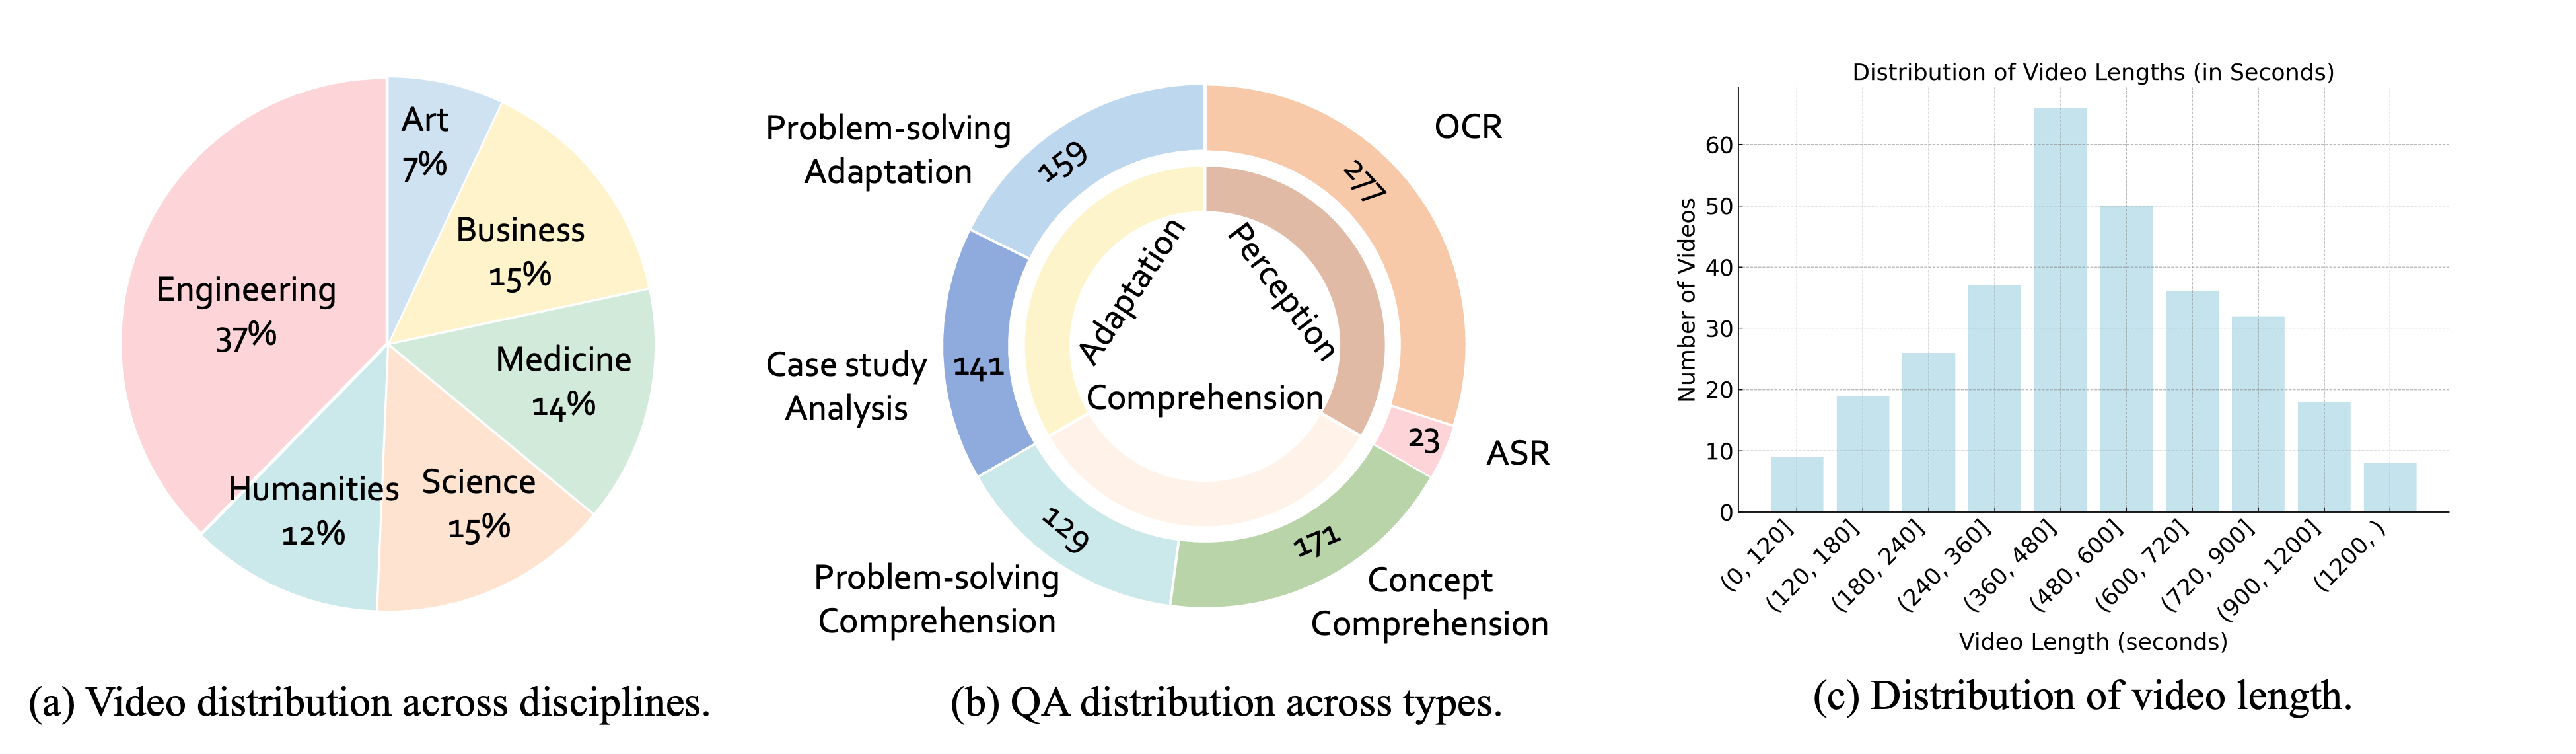 Art
7%
Business
15%
Medicine
14%
Science
15%
Humanities
12%
Engineering
37%
(a) Video distribution across disciplines.
Problem-solving
Adaptation
159
OCR
277
Adaptation
Perception
Comprehension
Case study
Analysis
141
23
ASR
Problem-solving
Comprehension
129
171
Concept
Comprehension
(b) QA distribution across types.
Distribution of Video Lengths (in Seconds)
Number of Videos
60
50
40
30
20
10
0
(0, 120]
(120, 180]
(180, 240]
(240, 360]
(360, 480]
(480, 600]
(600, 720]
(720, 900]
(900, 1200]
(1200, )
Video Length (seconds)
(c) Distribution of video length.